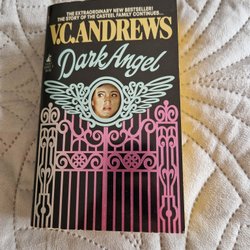 THE EXTRAORDINARY NEW BESTSELLER!
THE STORY OF THE CASTEEL FAMILY CONTINUES...
V.C. ANDREWS
Dark Angel